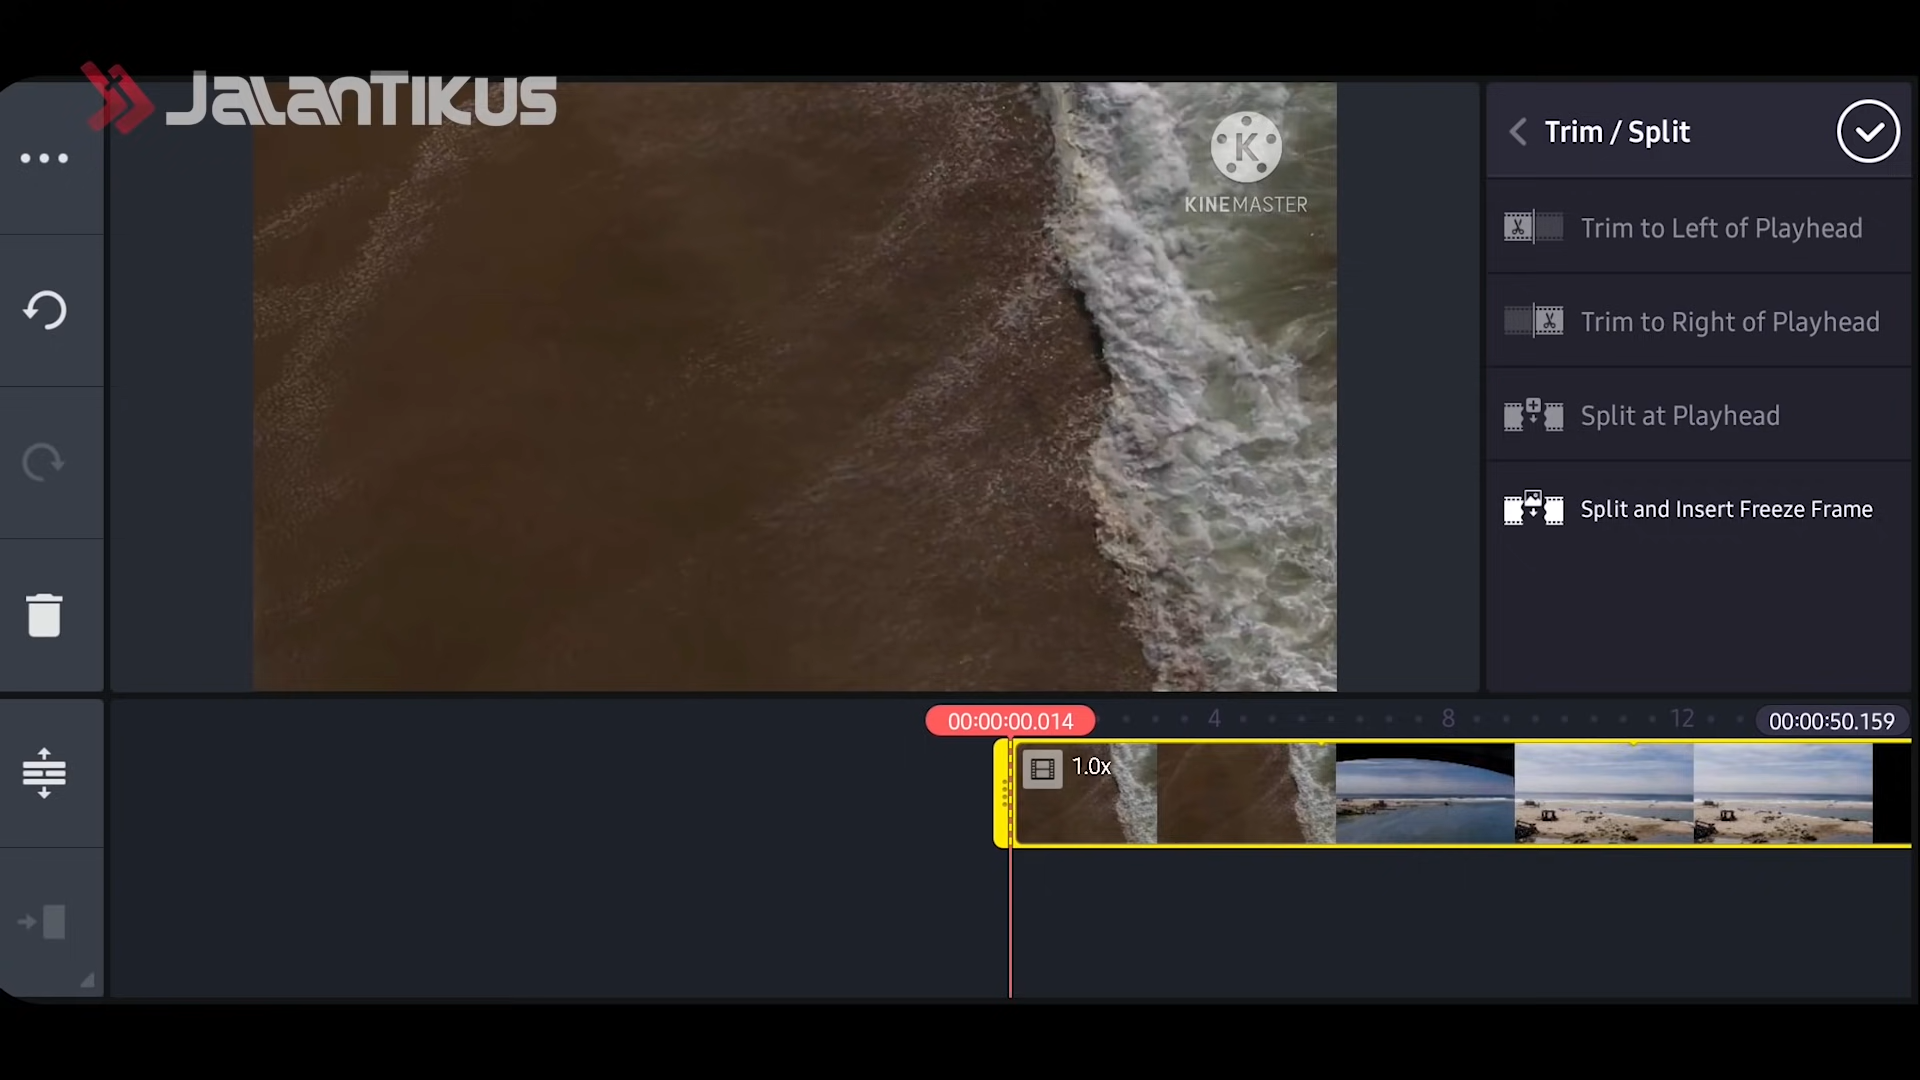 JALANTIKUS
K
KINEMASTER
Trim / Split
Trim to Left of Playhead
Trim to Right of Playhead
Split at Playhead
Split and Insert Freeze Frame
00:00:00.014
4
8
12
00:00:50.159
1.0x